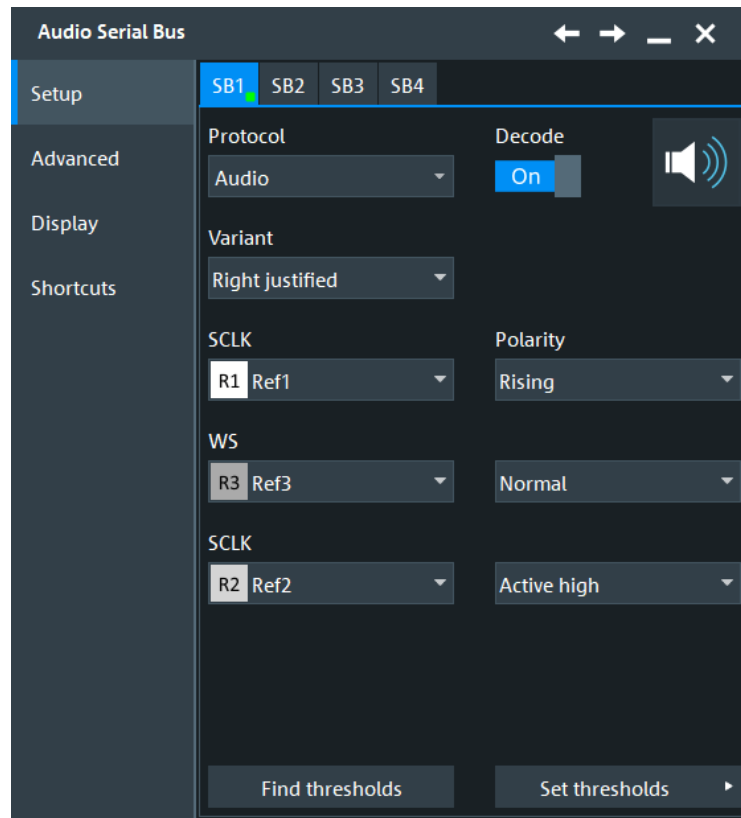 Audio Serial Bus
Setup
Advanced
Display
Shortcuts
SB1 SB2 SB3 SB4
Protocol Decode
Audio On
Variant
Right justified
SCLK Polarity
R1 Ref1 Rising
WS
R3 Ref3 Normal
SCLK
R2 Ref2 Active high
Find thresholds Set thresholds